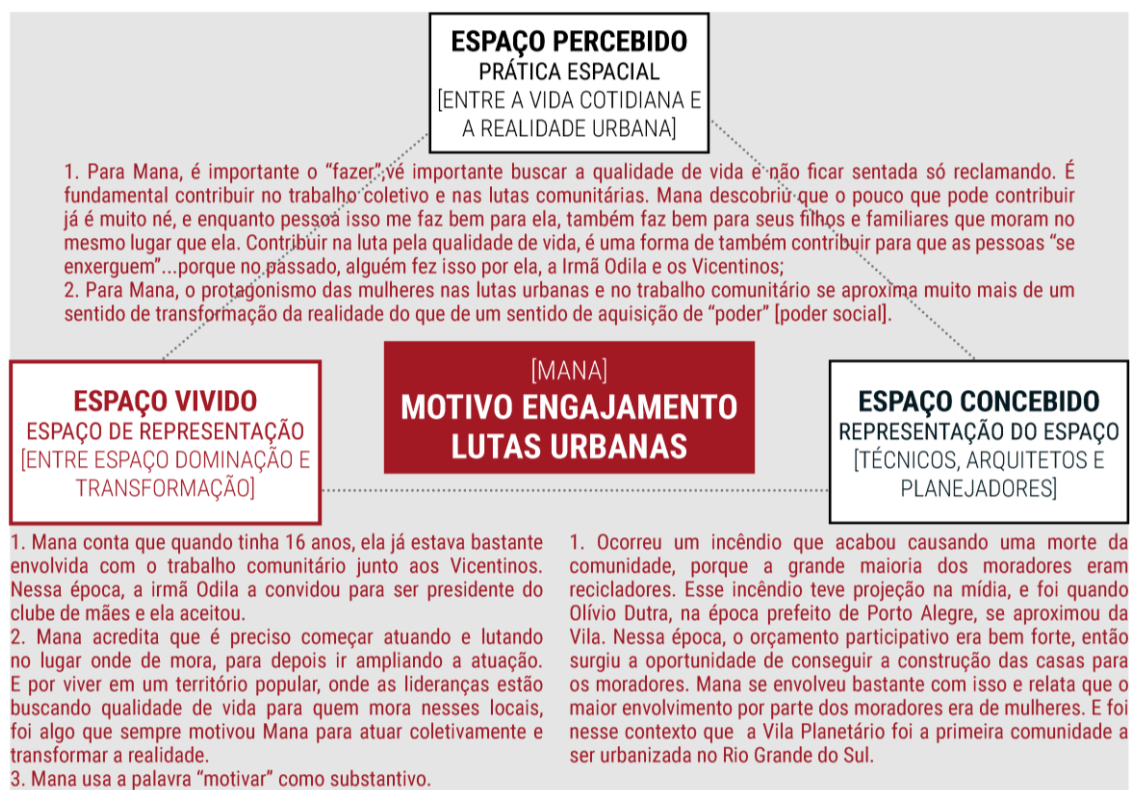 ESPAÇO PERCEBIDO
PRÁTICA ESPACIAL
[ENTRE A VIDA COTIDIANA E
A REALIDADE URBANA]
1. Para Mana, é importante o “fazer”,vé importante buscar a qualidade de vida e não ficar sentada só reclamando. É
fundamental contribuir no trabalho coletivo e nas lutas comunitárias. Mana descobriu que o pouco que pode contribuir
já é muito né, e enquanto pessoa isso me faz bem para ela, também faz bem para seus filhos e familiares que moram no
mesmo lugar que ela. Contribuir na luta pela qualidade de vida, é uma forma de também contribuir para que as pessoas “se
enxerguem”...porque no passado, alguém fez isso por ela, a Irmã Odila e os Vicentinos;
2. Para Mana, o protagonismo das mulheres nas lutas urbanas e no trabalho comunitário se aproxima muito mais de um
sentido de transformação da realidade do que de um sentido de aquisição de “poder” [poder social].
[MANA]
MOTIVO ENGAJAMENTO
LUTAS URBANAS
ESPAÇO VIVIDO
ESPAÇO DE REPRESENTAÇÃO
[ENTRE ESPAÇO DOMINAÇÃO E
TRANSFORMAÇÃO]
ESPAÇO CONCEBIDO
REPRESENTAÇÃO DO ESPAÇO
[TÉCNICOS, ARQUITETOS E
PLANEJADORES]
1. Mana conta que quando tinha 16 anos, ela já estava bastante
envolvida com o trabalho comunitário junto aos Vicentinos.
Nessa época, a irmã Odila a convidou para ser presidente do
clube de mães e ela aceitou.
2. Mana acredita que é preciso começar atuando e lutando
no lugar onde de mora, para depois ir ampliando a atuação.
E por viver em um território popular, onde as lideranças estão
buscando qualidade de vida para quem mora nesses locais,
foi algo que sempre motivou Mana para atuar coletivamente e
transformar a realidade.
3. Mana usa a palavra “motivar” como substantivo.
1. Ocorreu um incêndio que acabou causando uma morte da
comunidade, porque a grande maioria dos moradores eram
recicladores. Esse incêndio teve projeção na mídia, e foi quando
Olívio Dutra, na época prefeito de Porto Alegre, se aproximou da
Vila. Nessa época, o orçamento participativo era bem forte, então
surgiu a oportunidade de conseguir a construção das casas para
os moradores. Mana se envolveu bastante com isso e relata que o
maior envolvimento por parte dos moradores era de mulheres. E foi
nesse contexto que a Vila Planetário foi a primeira comunidade a
ser urbanizada no Rio Grande do Sul.